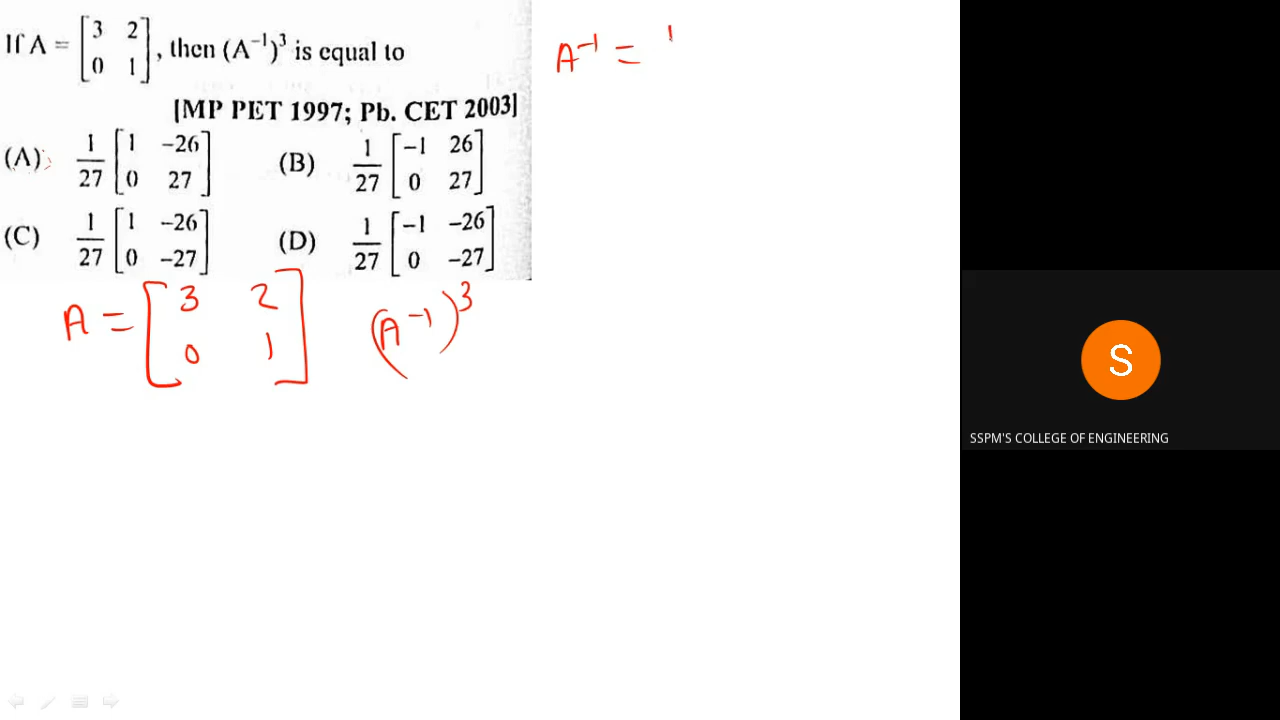 If A = [3 2; 0 1], then (A⁻¹)³ is equal to
[MP PET 1997; Pb. CET 2003]
(A) 1/27 [1 -26; 0 27] (B) 1/27 [-1 26; 0 27]
(C) 1/27 [1 -26; 0 -27] (D) 1/27 [-1 -26; 0 -27]
A = [3 2; 0 1] (A⁻¹)³
A⁻¹ =
S
SSPM'S COLLEGE OF ENGINEERING